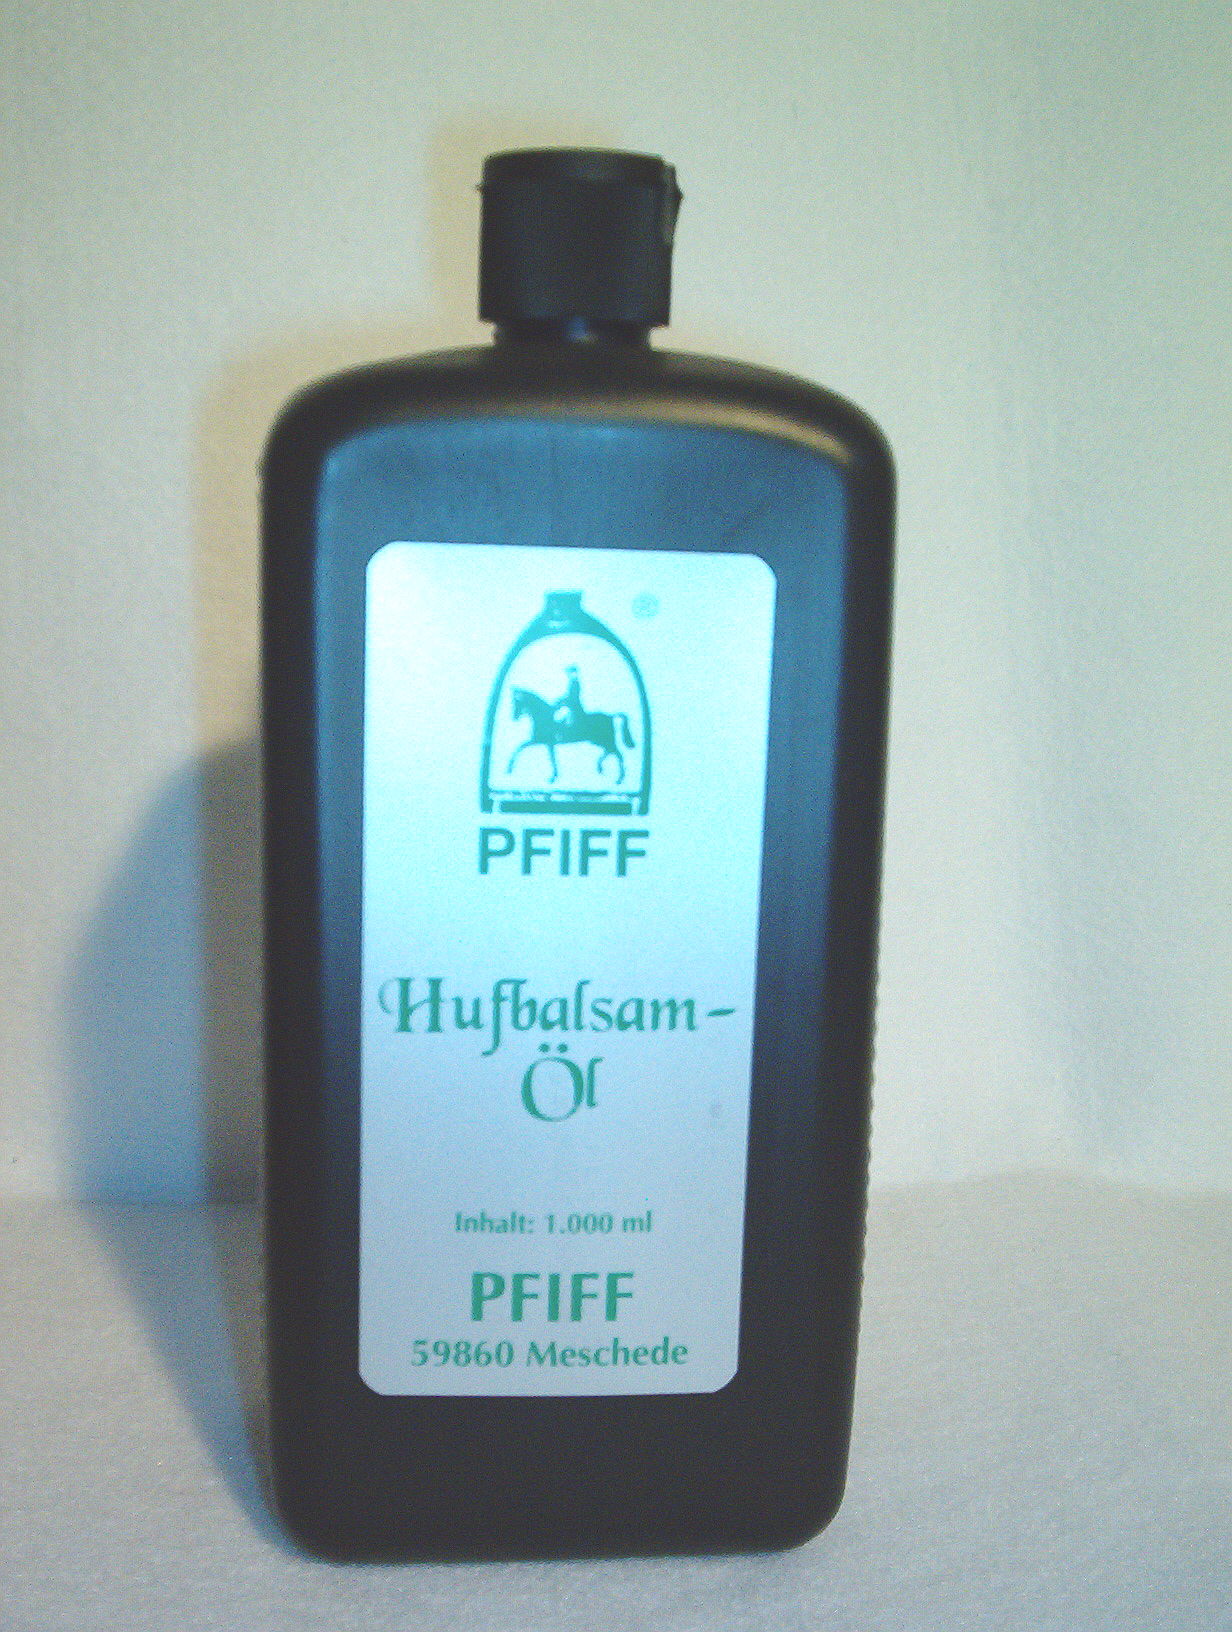 ®
PFIFF
Hufbalsam-
Öl
Inhalt: 1.000 ml
PFIFF
59860 Meschede